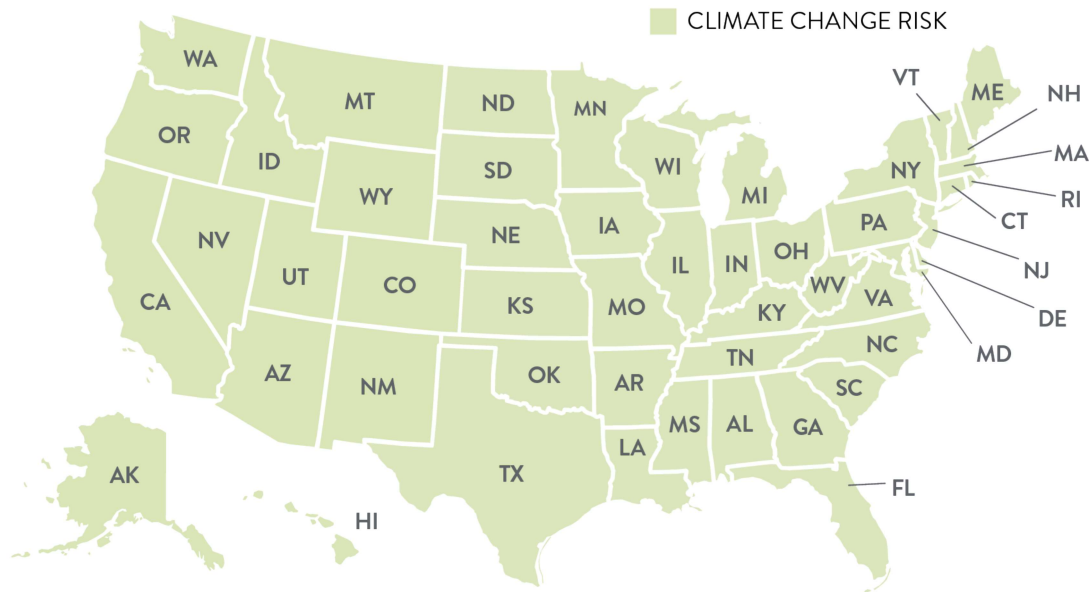 CLIMATE CHANGE RISK
WA
MT
ND
MN
VT
ME
NH
OR
ID
WY
SD
WI
MI
NY
MA
RI
CT
NV
UT
CO
NE
IA
IL
IN
OH
PA
NJ
CA
KS
MO
KY
WV
VA
DE
MD
AZ
NM
OK
AR
TN
NC
SC
MS
AL
GA
LA
TX
FL
AK
HI